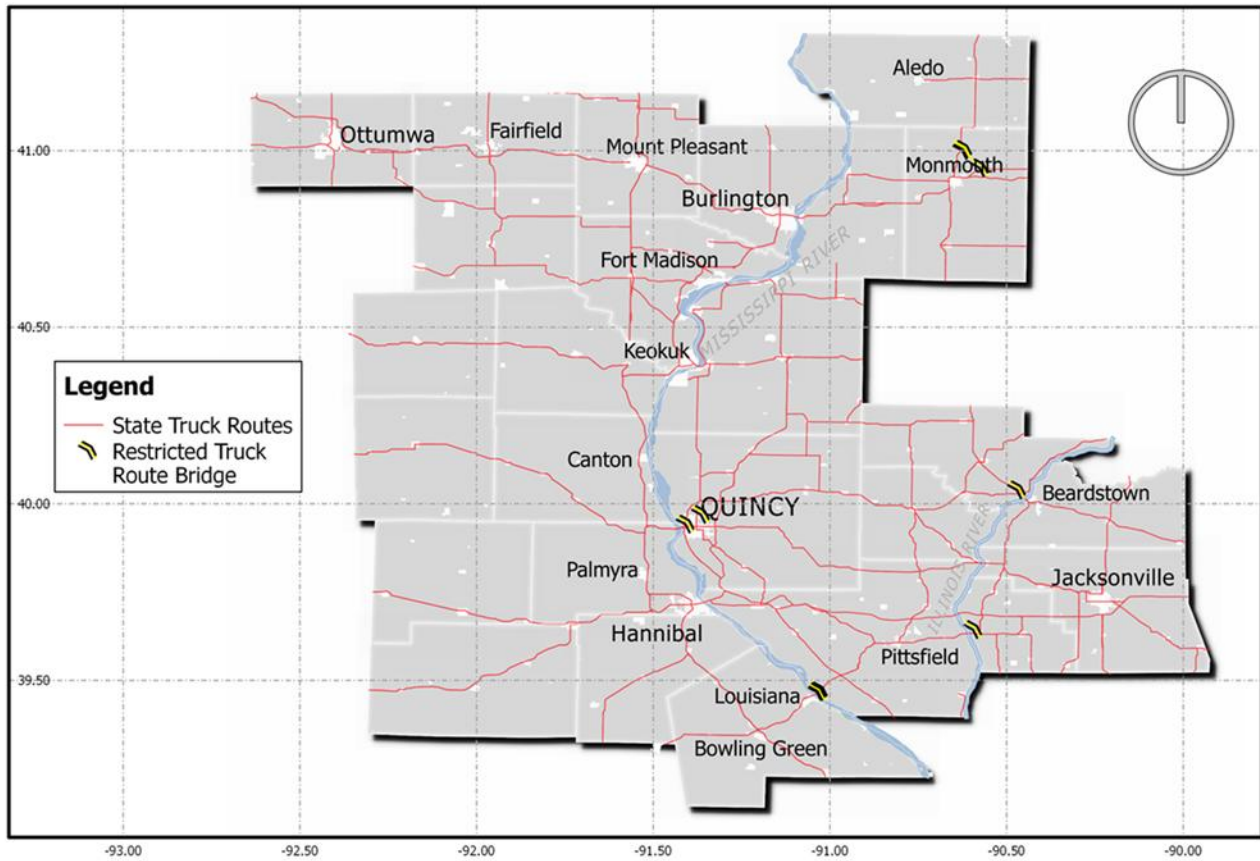 Aledo
Ottumwa
Fairfield
41.00
Mount Pleasant
Monmouth
Burlington
Fort Madison
MISSISSIPPI RIVER
40.50
Keokuk
Legend
State Truck Routes
Restricted Truck
Route Bridge
Canton
Beardstown
40.00
QUINCY
ILLINOIS RIVER
Palmyra
Jacksonville
Hannibal
Pittsfield
39.50
Louisiana
Bowling Green
-93.00 -92.50 -92.00 -91.50 -91.00 -90.50 -90.00